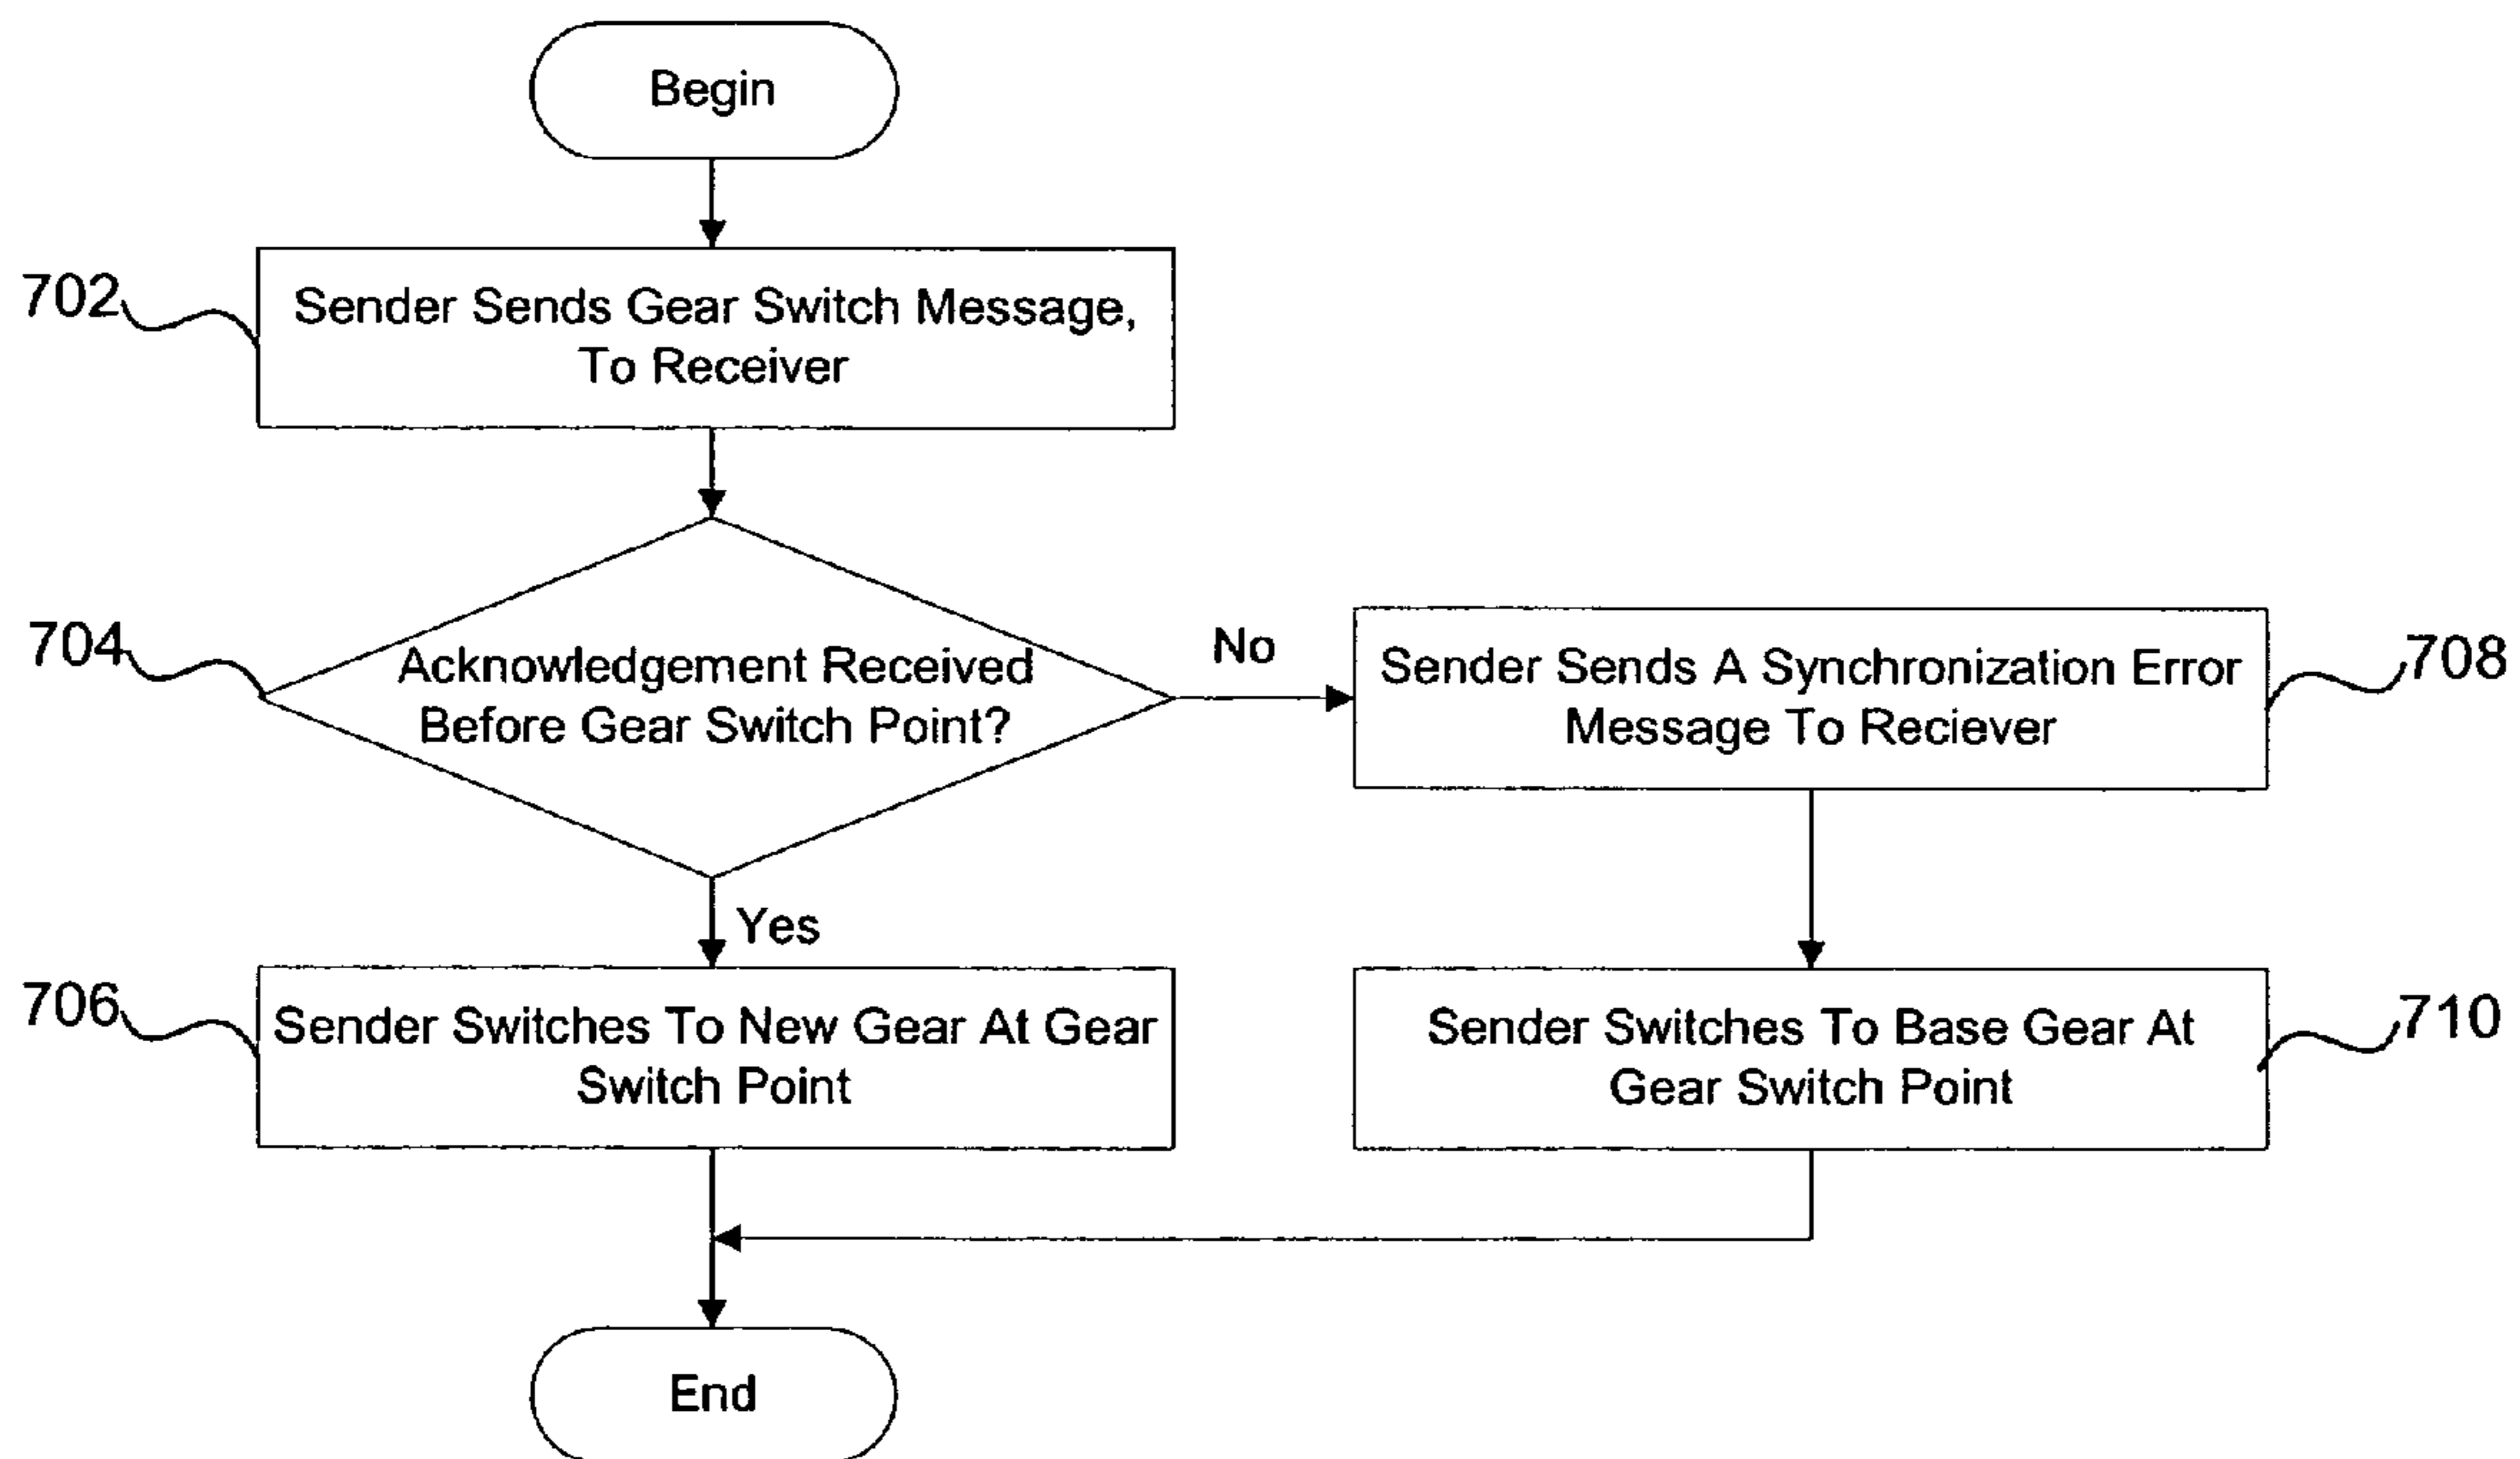 Begin
702
Sender Sends Gear Switch Message,
To Receiver
704
Acknowledgement Received
Before Gear Switch Point?
No
Sender Sends A Synchronization Error
Message To Reciever
708
Yes
706
Sender Switches To New Gear At Gear
Switch Point
Sender Switches To Base Gear At
Gear Switch Point
710
End